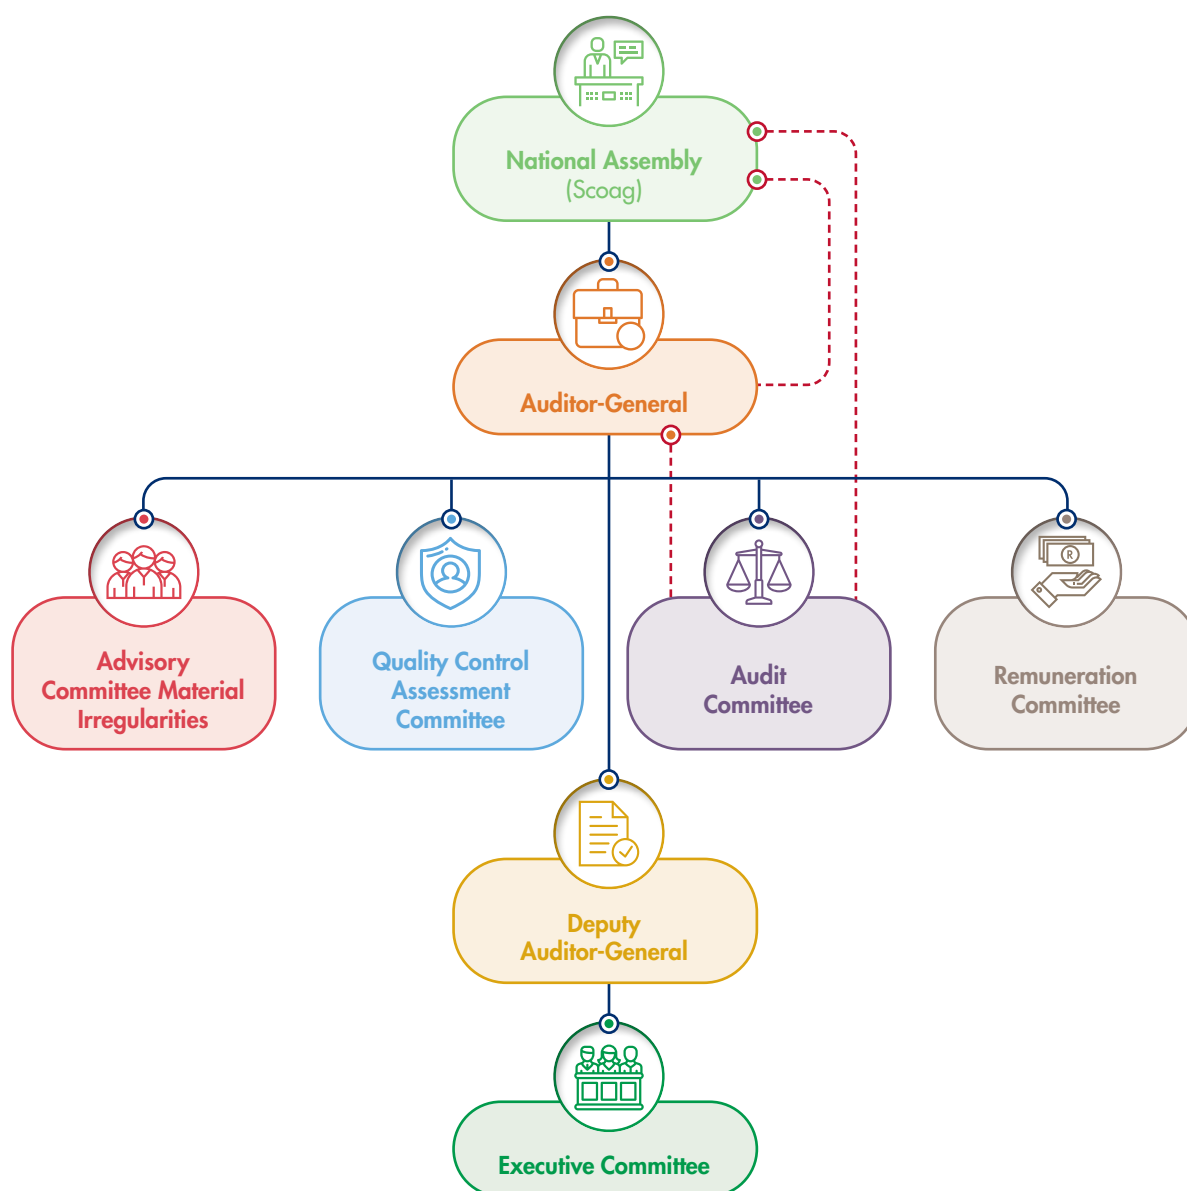 National Assembly
(Scoag)
Auditor-General
Advisory
Committee Material
Irregularities
Quality Control
Assessment
Committee
Audit
Committee
R
Remuneration
Committee
Deputy
Auditor-General
Executive Committee